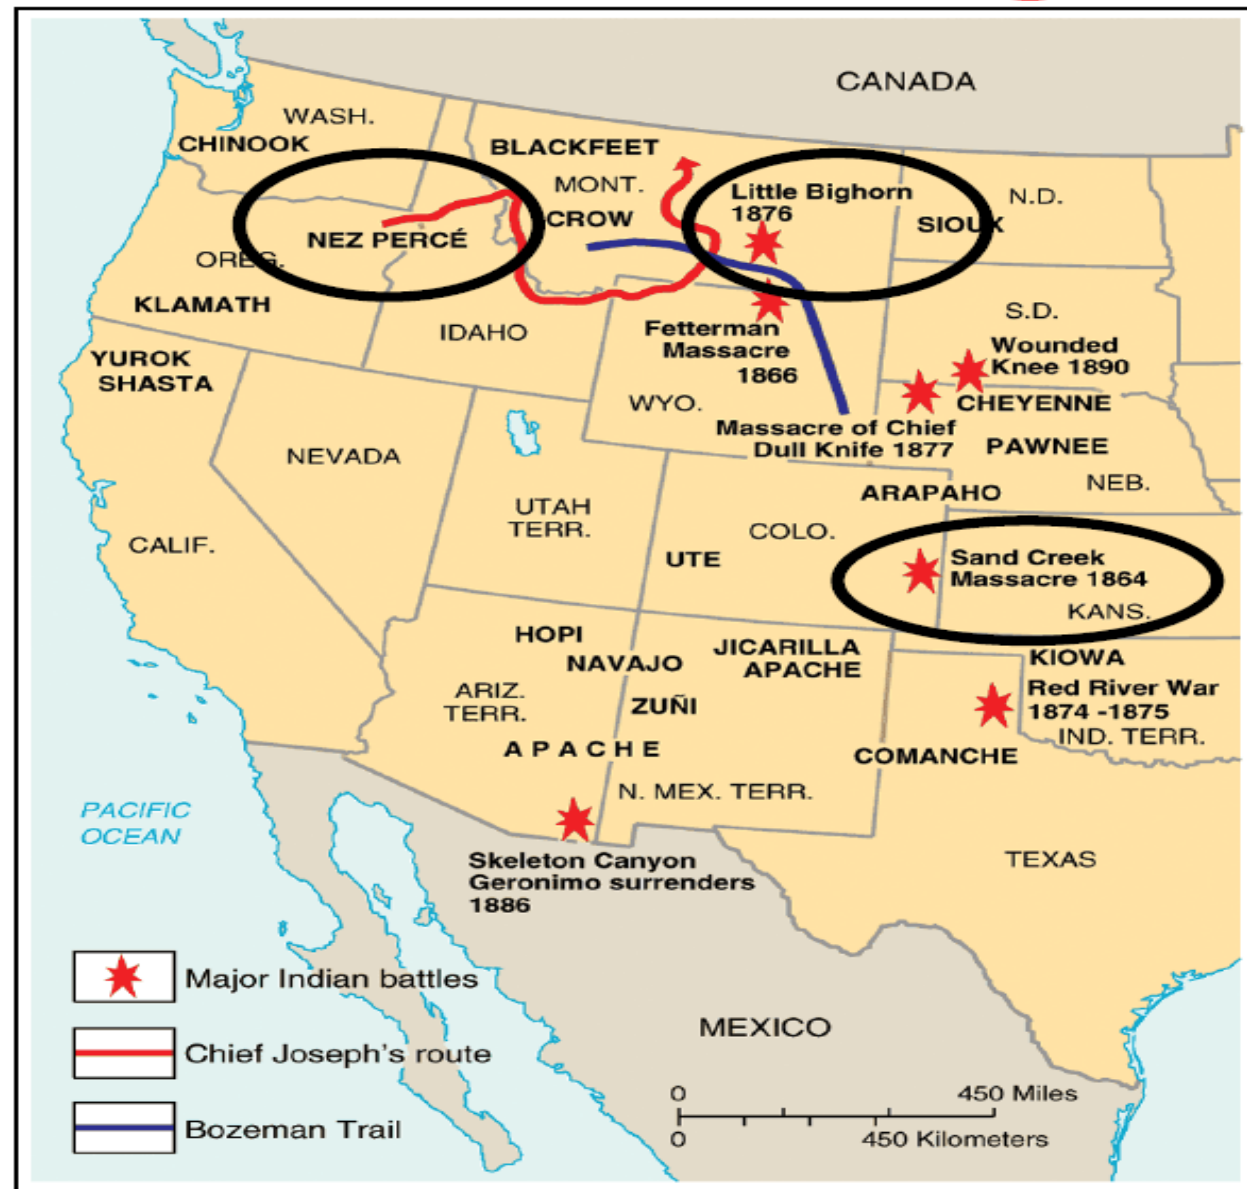 CANADA
WASH.
CHINOOK
BLACKFEET
MONT.
Little Bighorn
1876
N.D.
CROW
SIOUX
NEZ PERCÉ
OREG.
KLAMATH
S.D.
IDAHO
Fetterman
Massacre
1866
Wounded
Knee 1890
YUROK
SHASTA
WYO.
CHEYENNE
Massacre of Chief
Dull Knife 1877
PAWNEE
NEVADA
NEB.
ARAPAHO
UTAH
TERR.
COLO.
CALIF.
UTE
Sand Creek
Massacre 1864
KANS.
HOPI
NAVAJO
JICARILLA
APACHE
KIOWA
ARIZ.
TERR.
ZUÑI
Red River War
1874 -1875
IND. TERR.
APACHE
COMANCHE
N. MEX. TERR.
PACIFIC
OCEAN
TEXAS
Skeleton Canyon
Geronimo surrenders
1886
Major Indian battles
MEXICO
Chief Joseph's route
0 450 Miles
Bozeman Trail
0 450 Kilometers